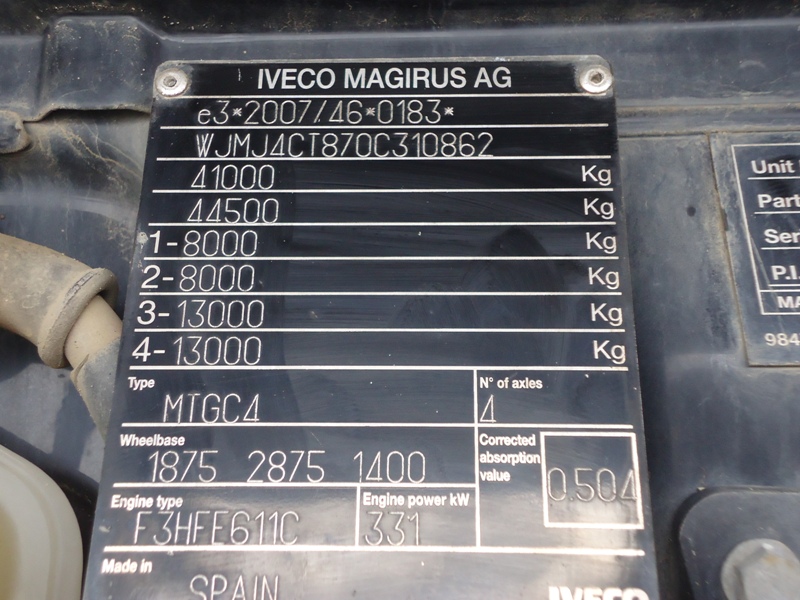 IVECO MAGIRUS AG
e3*2007/46*0183*
WJMJ4CT870C310862
41000 Kg
44500 Kg
1-8000 Kg
2-8000 Kg
3-13000 Kg
4-13000 Kg
Type
MTGC4
N° of axles
4
Wheelbase
1875 2875 1400
Corrected
absorption
value
0.504
Engine type
F3HFE611C
Engine power kW
331
Made in
SPAIN
IVECO
Unit
Part
Ser
P.I.
MA
984